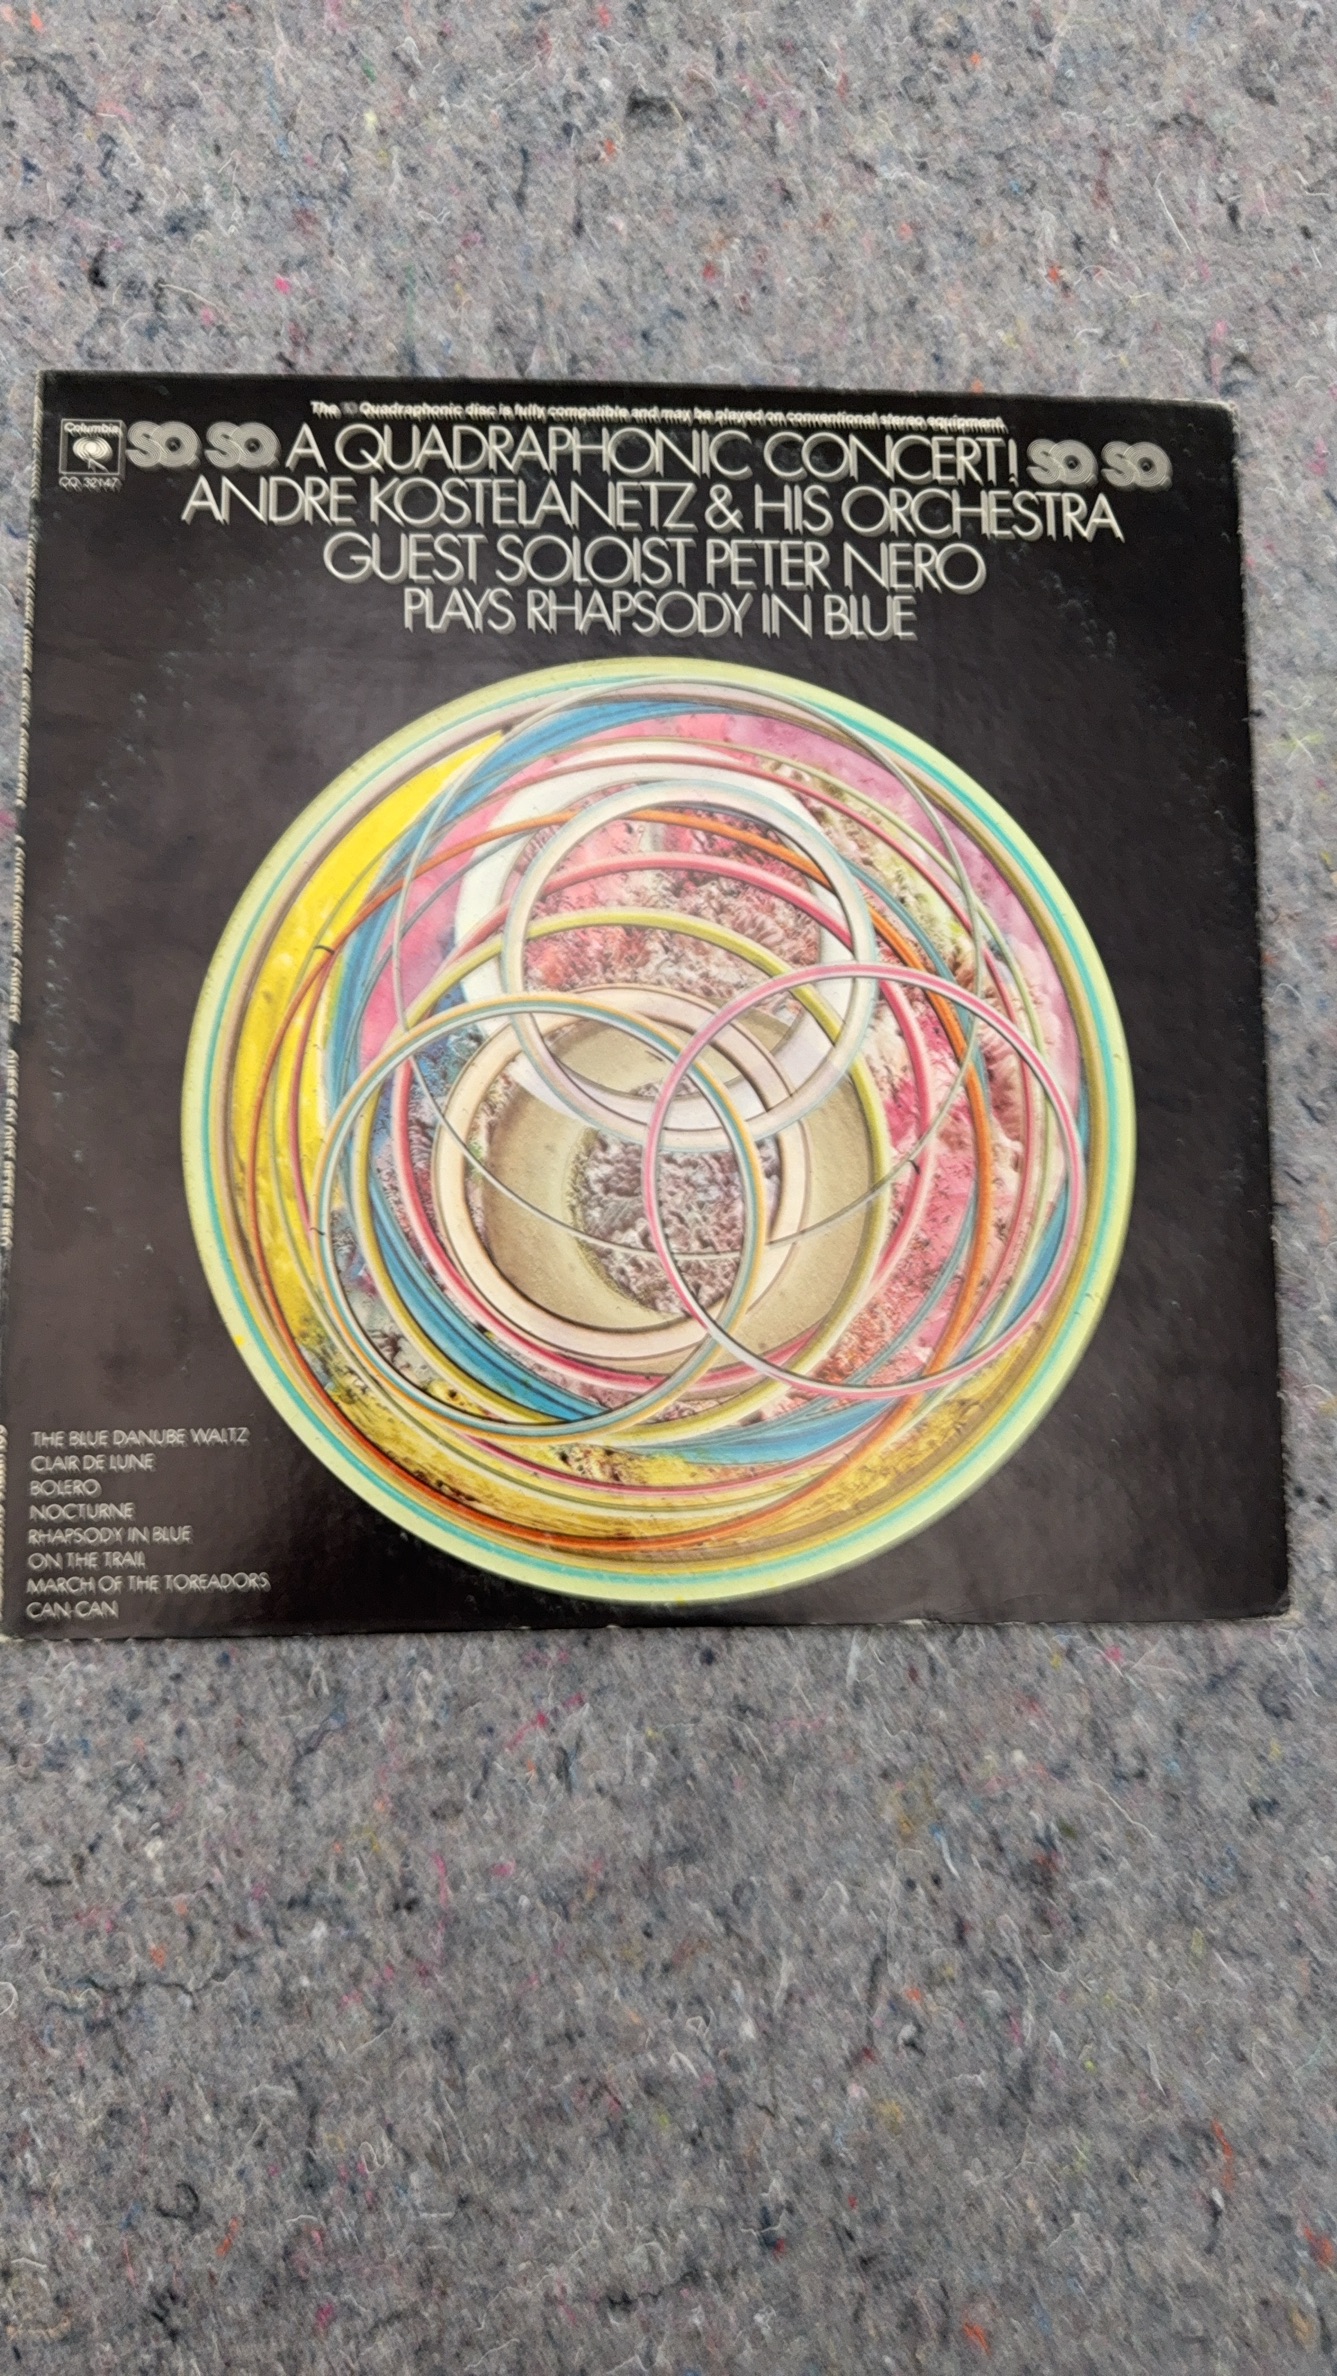 The SQ Quadraphonic disc is fully compatible and may be played on conventional stereo equipment.
Columbia
CQ 32147
SQ SQ A QUADRAPHONIC CONCERT! SQ SQ
ANDRE KOSTELANETZ & HIS ORCHESTRA
GUEST SOLOIST PETER NERO
PLAYS RHAPSODY IN BLUE
THE BLUE DANUBE WALTZ
CLAIR DE LUNE
BOLERO
NOCTURNE
RHAPSODY IN BLUE
ON THE TRAIL
MARCH OF THE TOREADORS
CAN-CAN